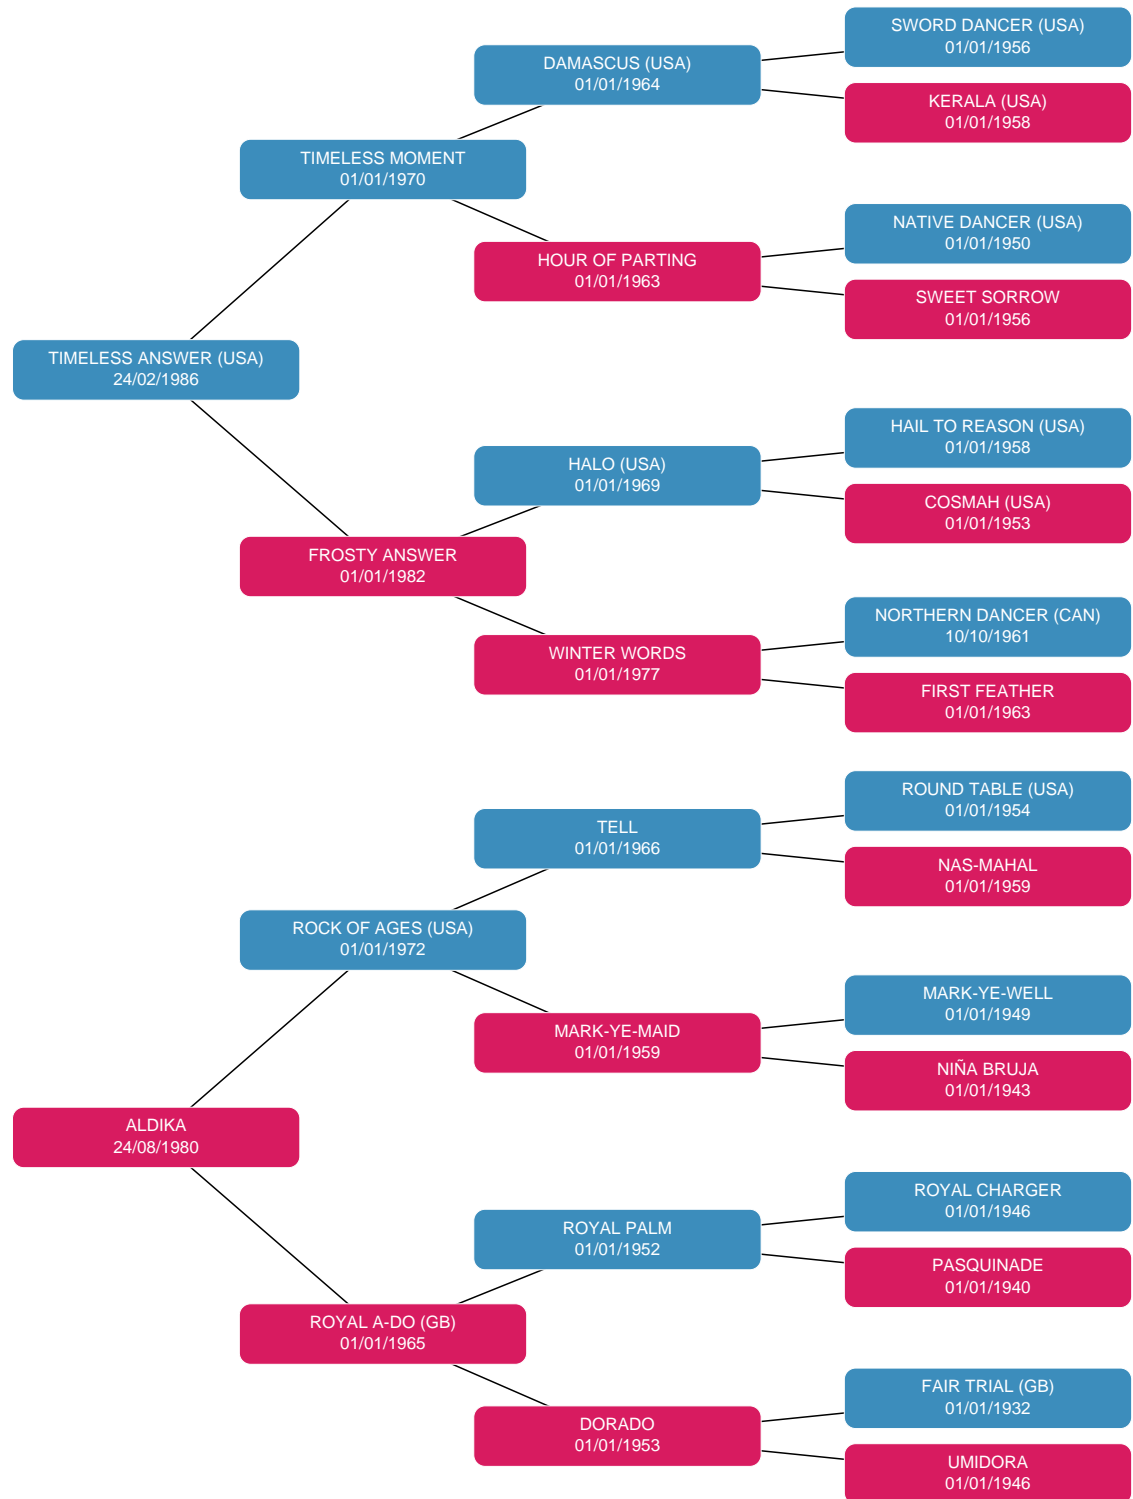 SWORD DANCER (USA)
01/01/1956
DAMASCUS (USA)
01/01/1964
KERALA (USA)
01/01/1958
TIMELESS MOMENT
01/01/1970
NATIVE DANCER (USA)
01/01/1950
HOUR OF PARTING
01/01/1963
SWEET SORROW
01/01/1956
TIMELESS ANSWER (USA)
24/02/1986
HAIL TO REASON (USA)
01/01/1958
HALO (USA)
01/01/1969
COSMAH (USA)
01/01/1953
FROSTY ANSWER
01/01/1982
NORTHERN DANCER (CAN)
10/10/1961
WINTER WORDS
01/01/1977
FIRST FEATHER
01/01/1963
ROUND TABLE (USA)
01/01/1954
TELL
01/01/1966
NAS-MAHAL
01/01/1959
ROCK OF AGES (USA)
01/01/1972
MARK-YE-WELL
01/01/1949
MARK-YE-MAID
01/01/1959
NIÑA BRUJA
01/01/1943
ALDIKA
24/08/1980
ROYAL CHARGER
01/01/1946
ROYAL PALM
01/01/1952
PASQUINADE
01/01/1940
ROYAL A-DO (GB)
01/01/1965
FAIR TRIAL (GB)
01/01/1932
DORADO
01/01/1953
UMIDORA
01/01/1946